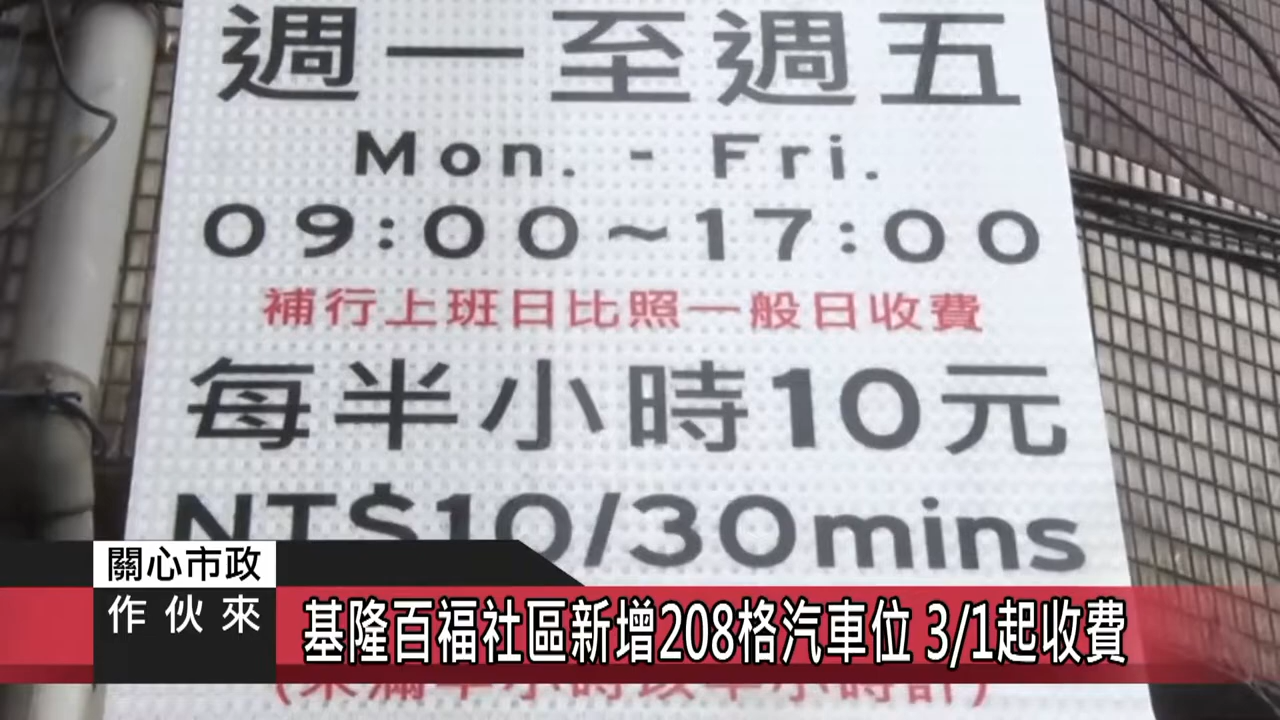 週一至週五
Mon. - Fri.
09:00~17:00
補行上班日比照一般日收費
每半小時10元
NT$10/30mins
關心市政
作伙來
基隆百福社區新增208格汽車位 3/1起收費